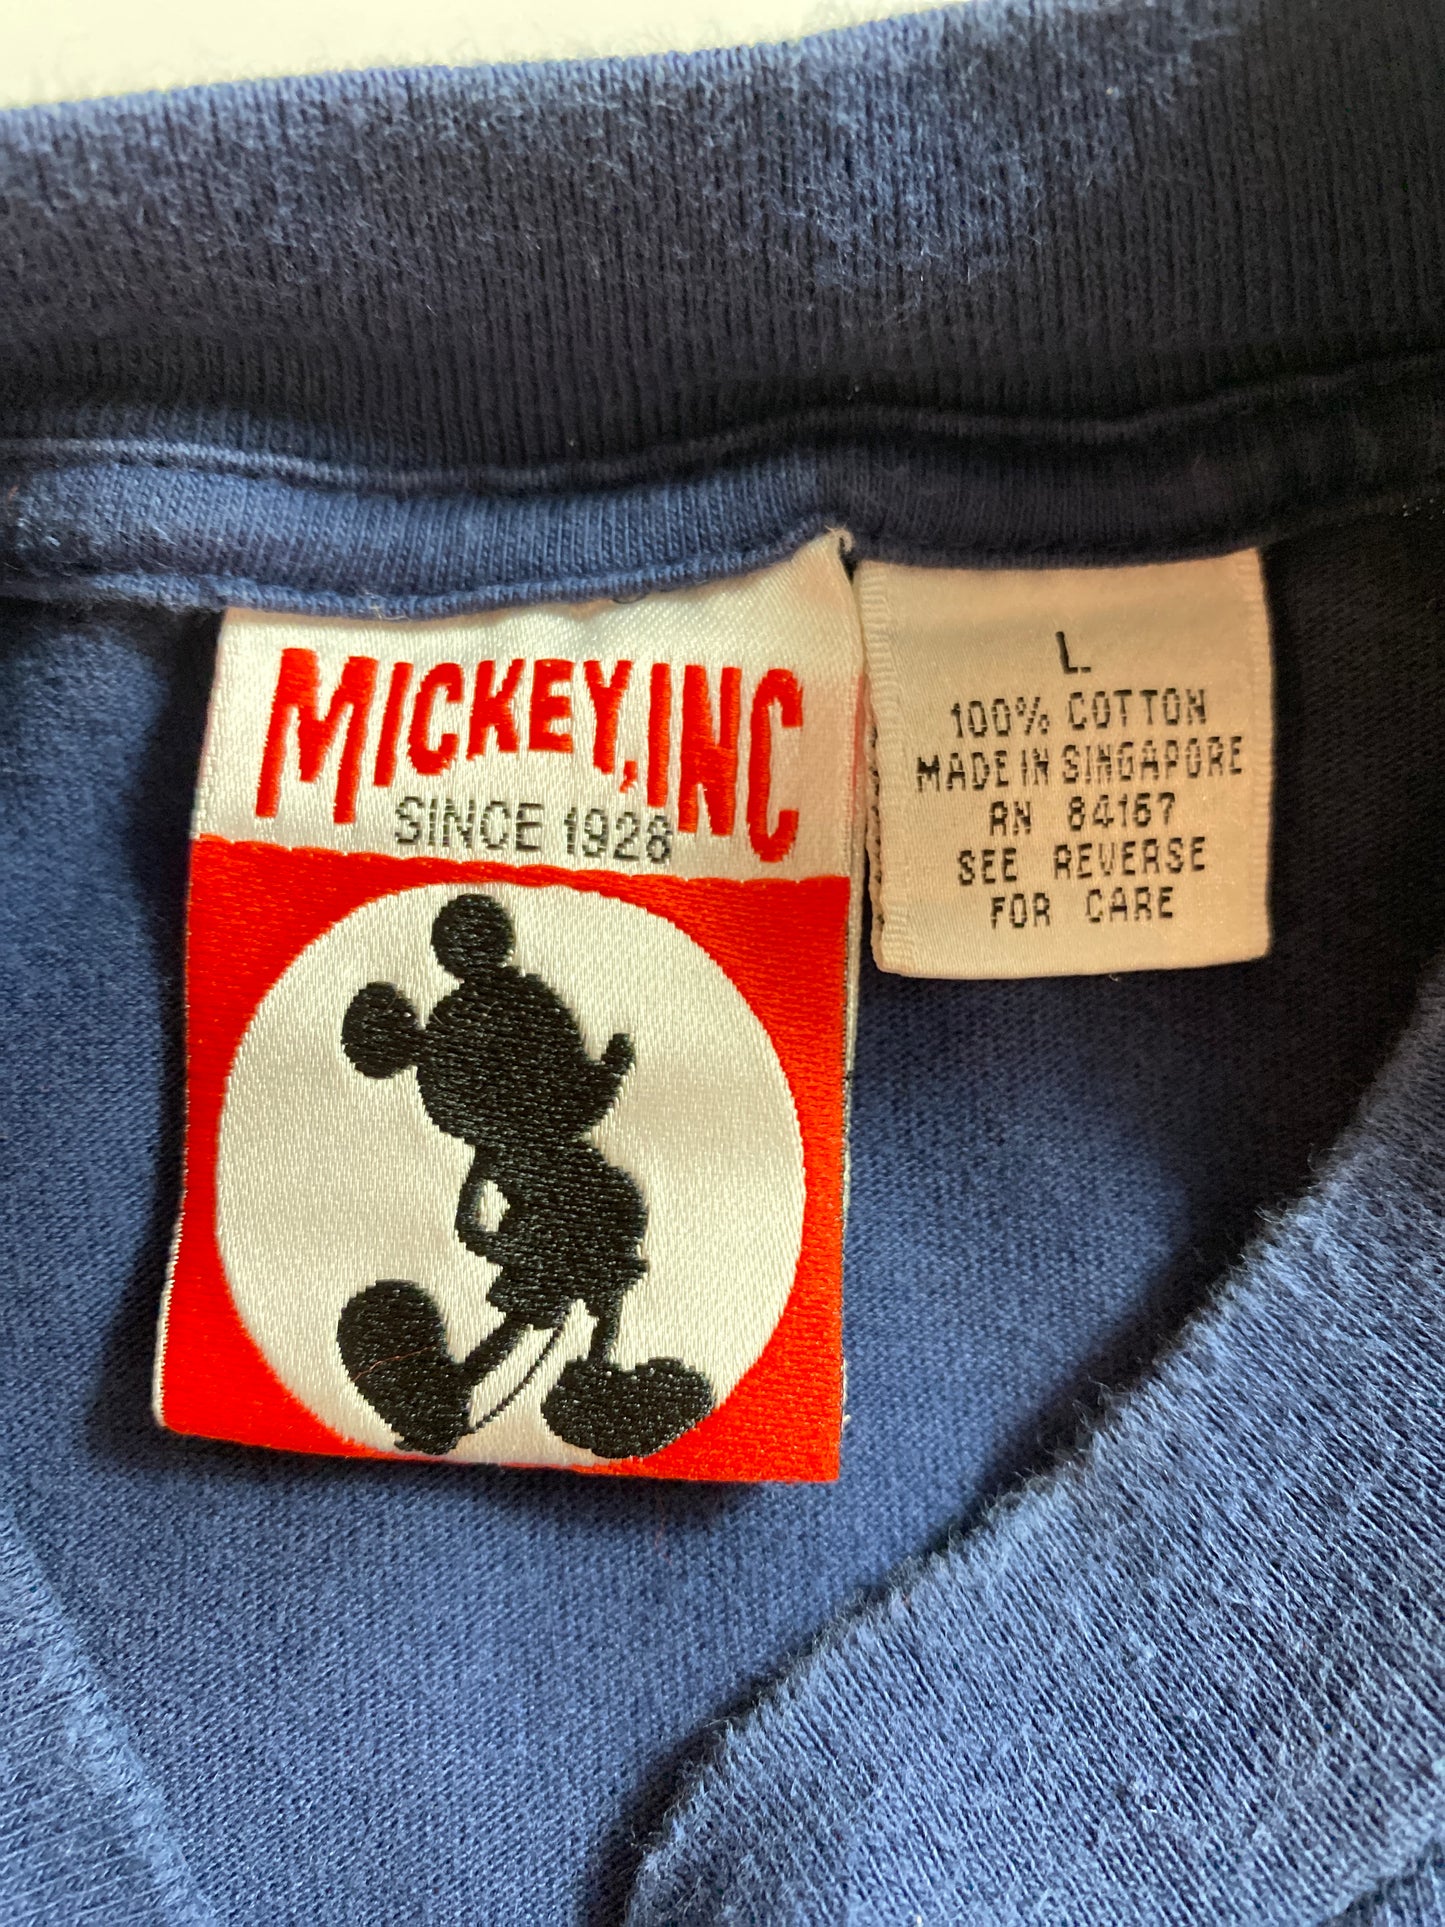 MICKEY, INC
SINCE 1928
L
100% COTTON
MADE IN SINGAPORE
RN 84167
SEE REVERSE
FOR CARE